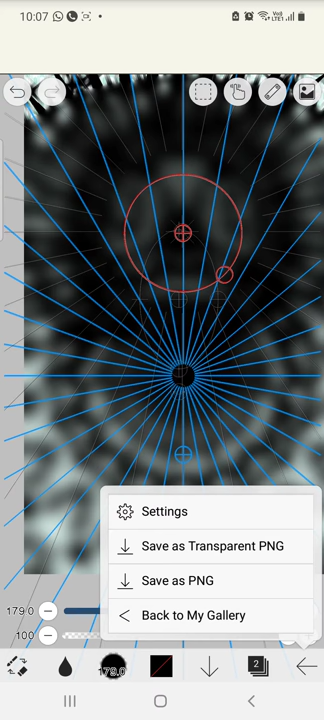 10:07
Vo)
LTE1
Settings
Save as Transparent PNG
Save as PNG
Back to My Gallery
179.0
100
179.0
2